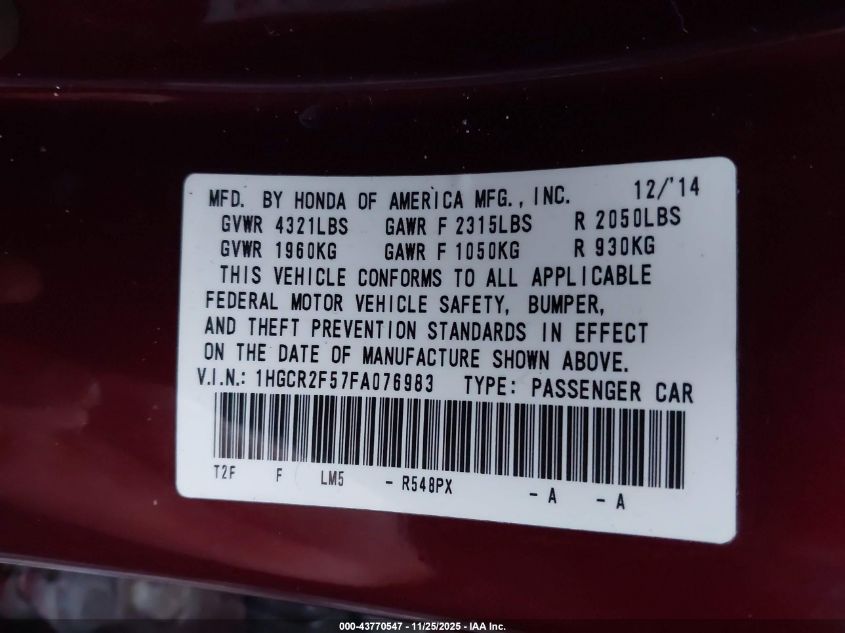 MFD. BY HONDA OF AMERICA MFG., INC. 12/'14
GVWR 4321LBS GAWR F 2315LBS R 2050LBS
GVWR 1960KG GAWR F 1050KG R 930KG
THIS VEHICLE CONFORMS TO ALL APPLICABLE
FEDERAL MOTOR VEHICLE SAFETY, BUMPER,
AND THEFT PREVENTION STANDARDS IN EFFECT
ON THE DATE OF MANUFACTURE SHOWN ABOVE.
V.I.N.: 1HGCR2F57FA076983 TYPE: PASSENGER CAR
T2F F LM5 - R548PX - A - A
000-43770547 - 11/25/2025 - IAA Inc.